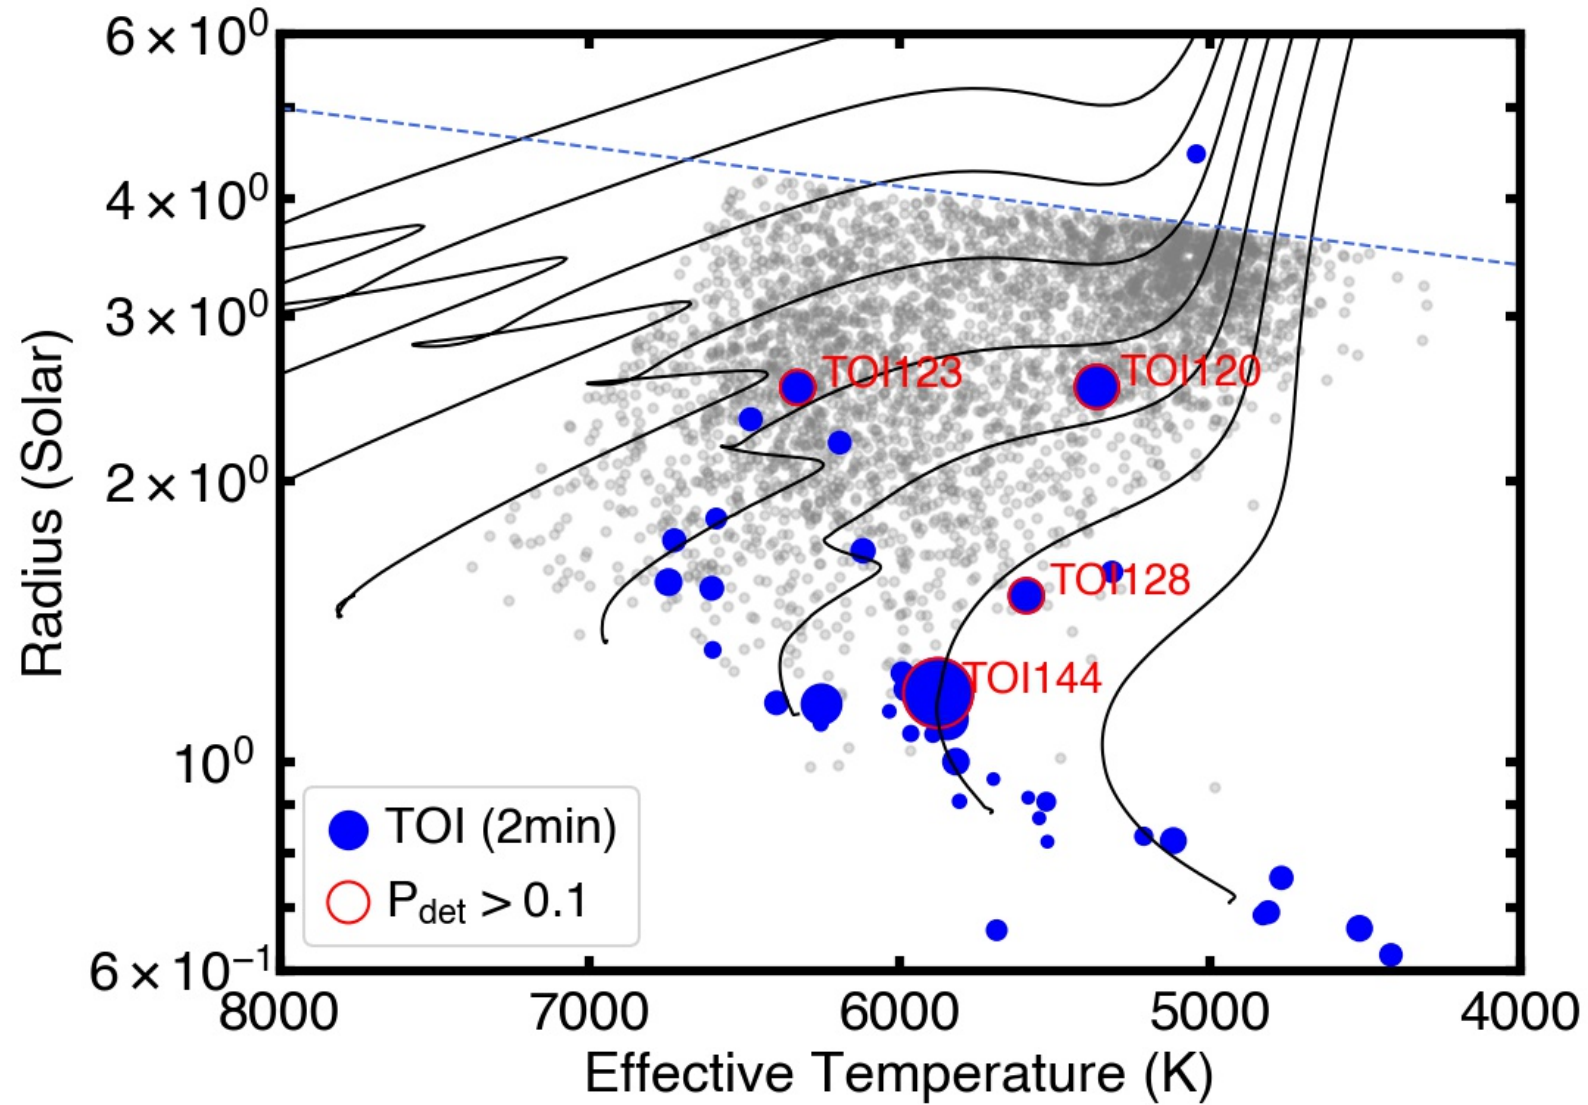 6×10⁰
4×10⁰
3×10⁰
2×10⁰
10⁰
6×10⁻¹
Radius (Solar)
TOI123
TOI120
TOI128
TOI144
TOI (2min)
P_det > 0.1
8000 7000 6000 5000 4000
Effective Temperature (K)